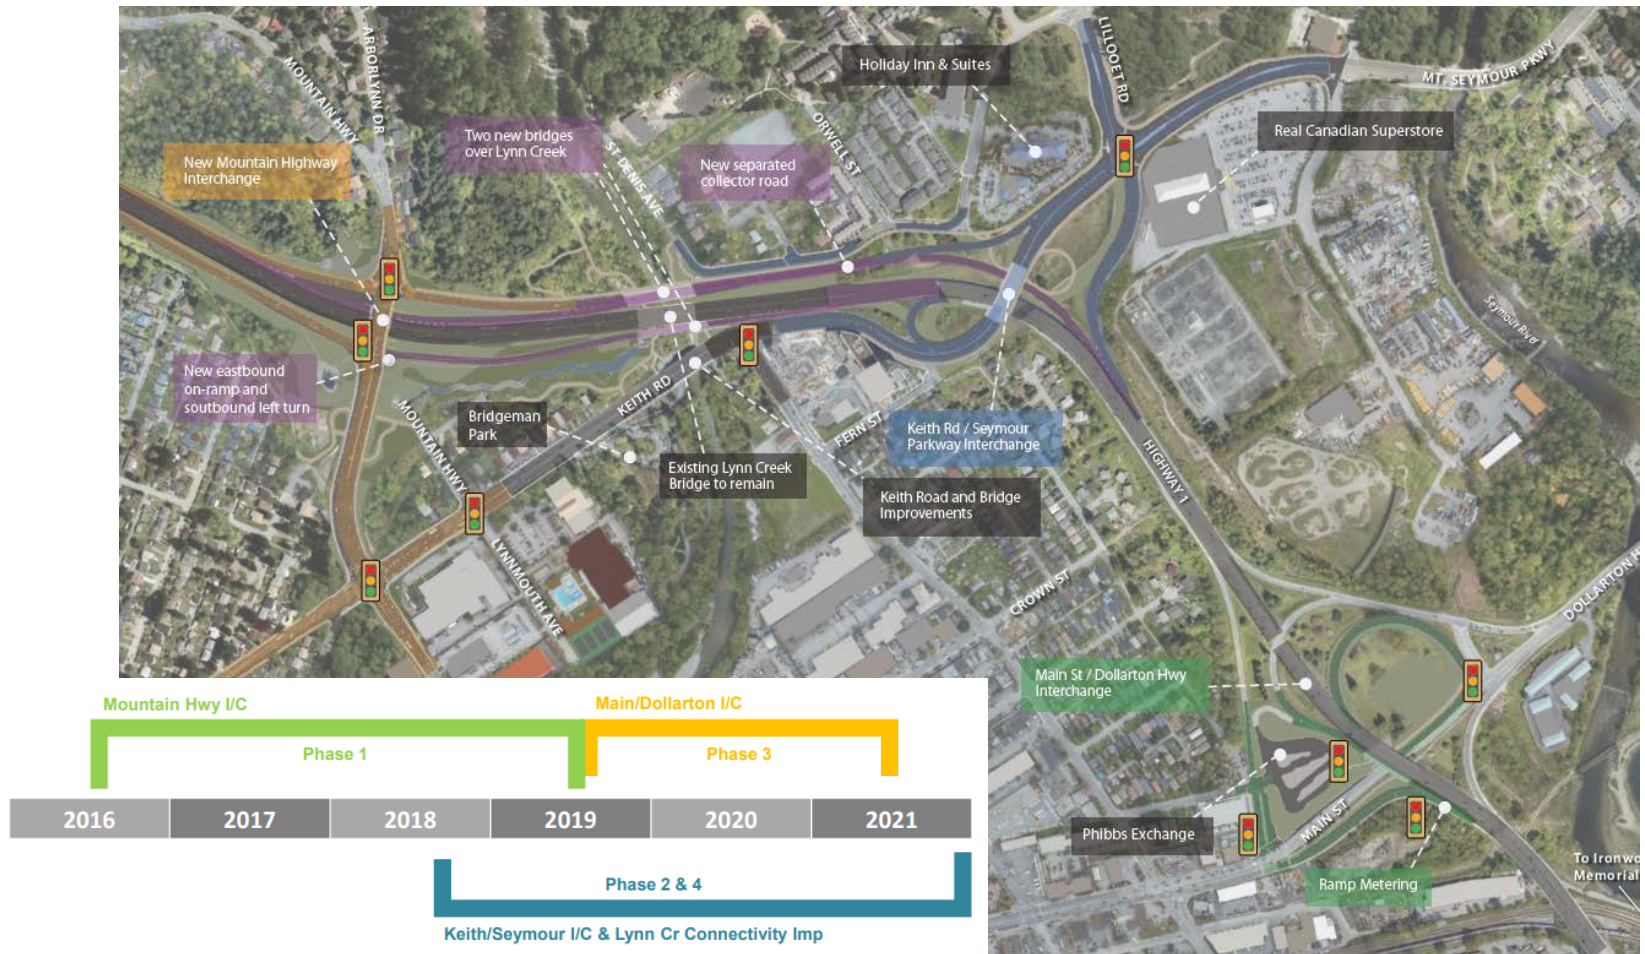 LILLOOET RD
Holiday Inn & Suites
MT. SEYMOUR PKWY
ARBORLYNN DR
MOUNTAIN HWY
Real Canadian Superstore
Two new bridges
over Lynn Creek
ORWELL ST
ST DENIS AVE
New Mountain HIghway
Interchange
New separated
collector road
Seymour River
New eastbound
on-ramp and
soutbound left turn
KEITH RD
MOUNTAIN HWY
Bridgeman
Park
FERN ST
Keith Rd / Seymour
Parkway Interchange
HIGHWAY 1
Existing Lynn Creek
Bridge to remain
Keith Road and Bridge
Improvements
LYNNMOUTH AVE
CROWN ST
DOLLARTON H
Main St / Dollarton Hwy
Interchange
Phibbs Exchange
MAIN ST
Ramp Metering
To Ironwo
Memorial
Mountain Hwy I/C
Main/Dollarton I/C
Phase 1
Phase 3
2016 2017 2018 2019 2020 2021
Phase 2 & 4
Keith/Seymour I/C & Lynn Cr Connectivity Imp